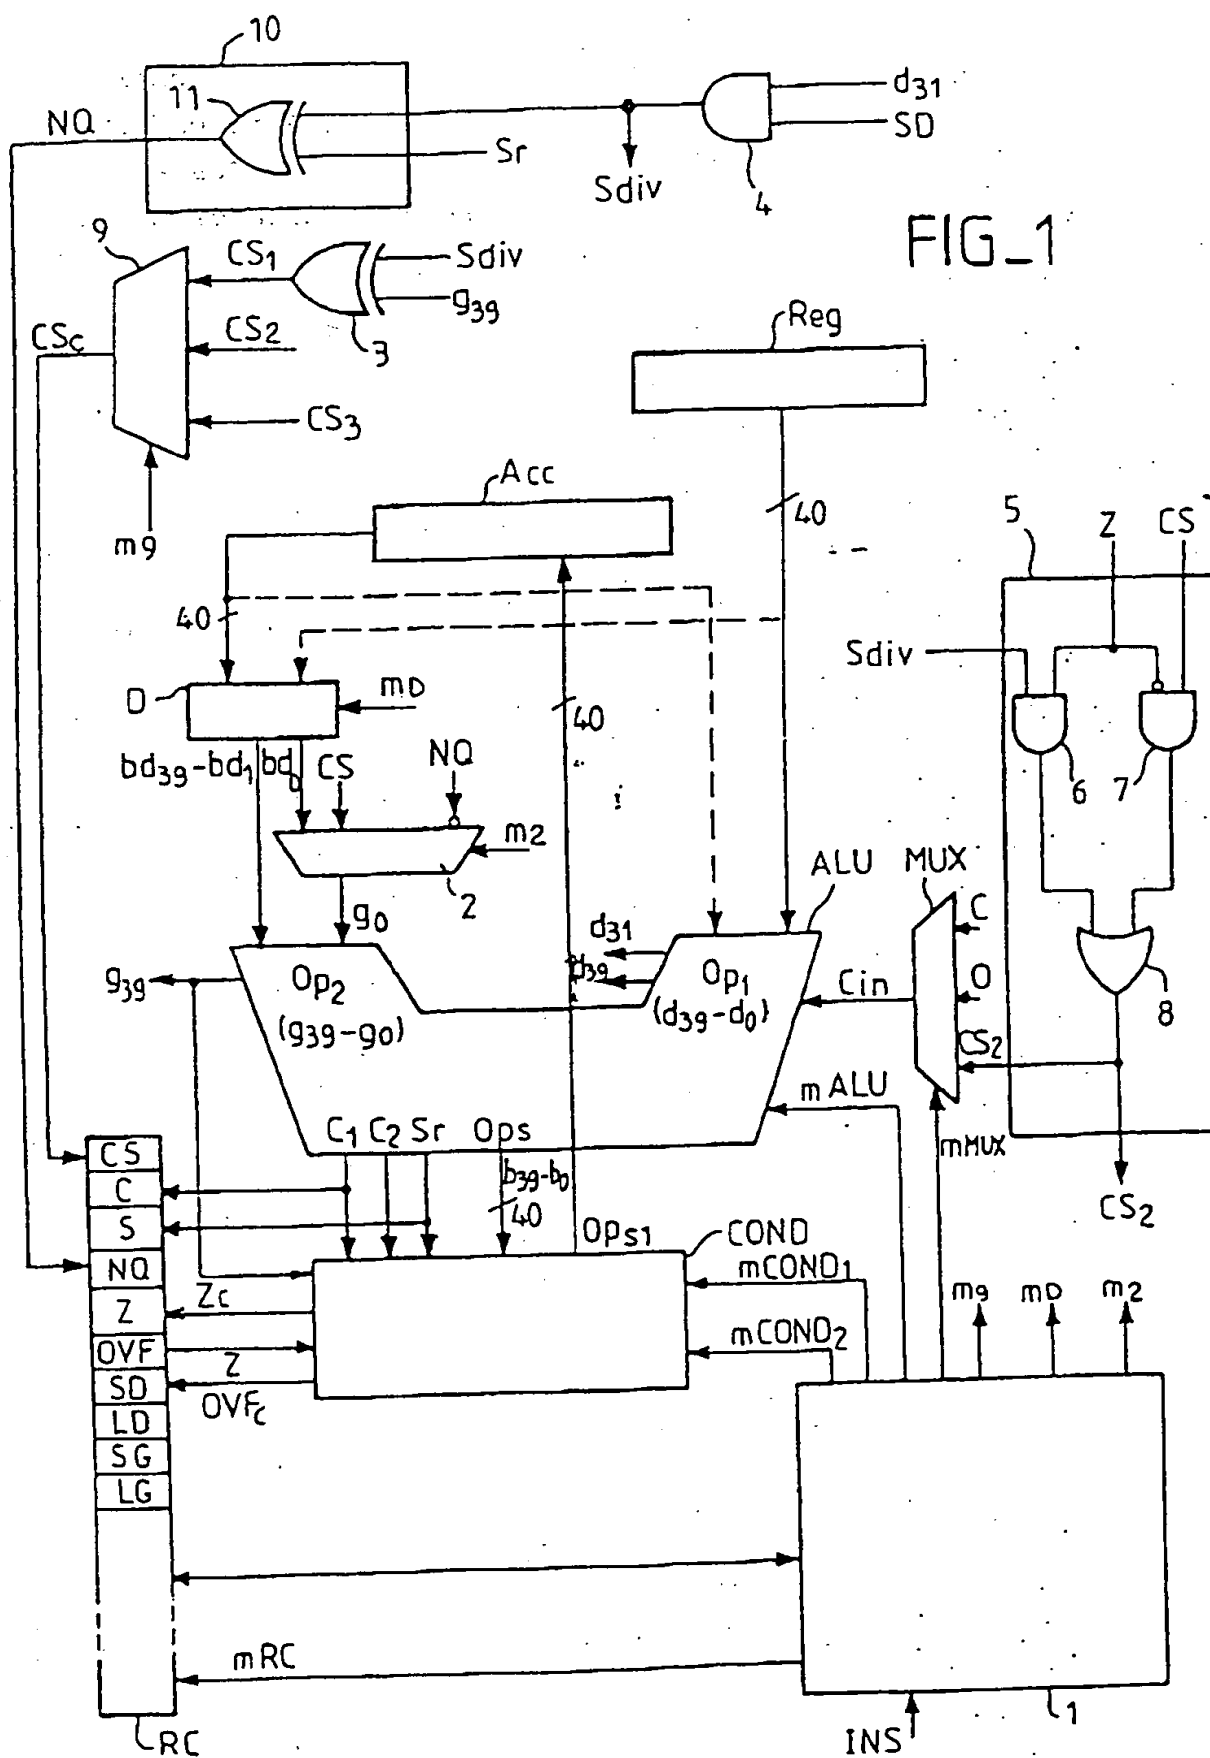 10
11
d31
NQ
SD
Sr
Sdiv
4
FIG_1
9
CS1
Sdiv
g39
CS2
3
Reg
CSc
CS3
Acc
m9
40
5
Z
CS
40
Sdiv
D
mD
40
bd39-bd1
bd0
CS
NQ
6
7
m2
2
ALU
MUX
g0
d31
C
d39
g39
Op2
(g39-g0)
Op1
(d39-d0)
Cin
O
8
CS2
mALU
C1
C2
Sr
Ops
mMUX
CS
b39-b0
C
40
CS2
S
Ops1
COND
NQ
mCOND1
Zc
m9
mD
m2
Z
mCOND2
OVF
Z
SD
OVFc
LD
SG
LG
mRC
RC
INS
1